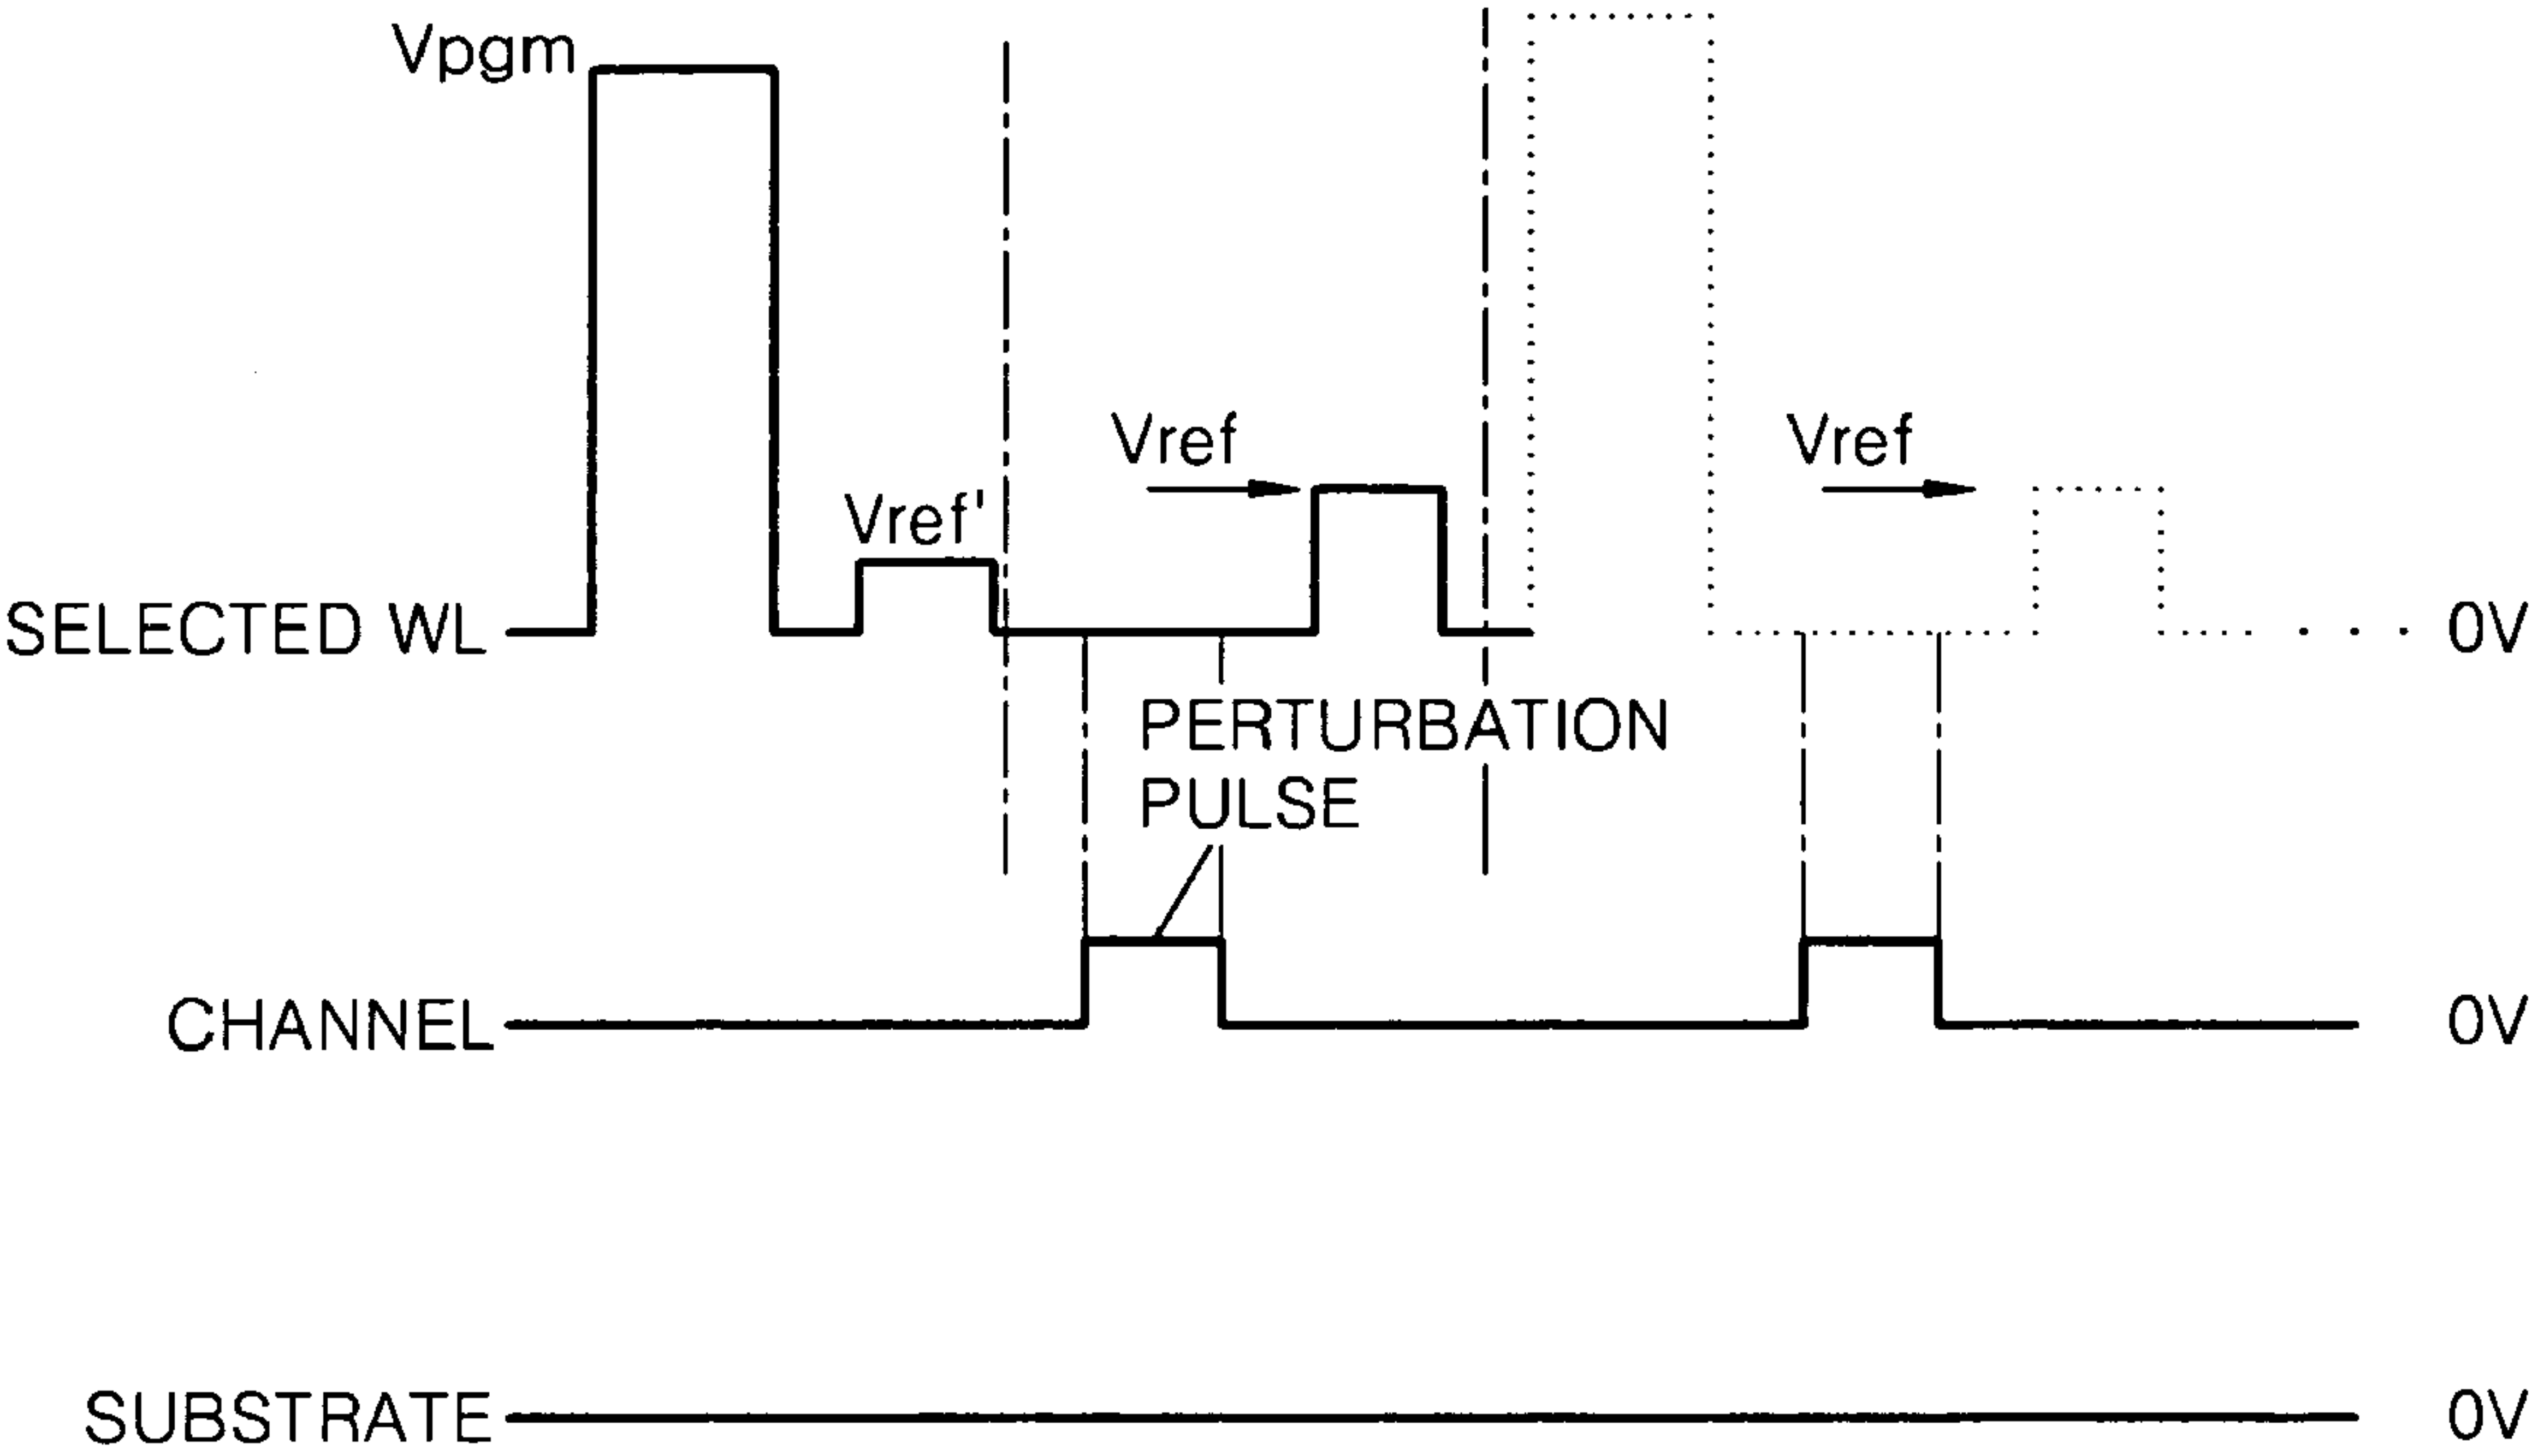 Vpgm
Vref
Vref
Vref'
SELECTED WL
0V
PERTURBATION
PULSE
CHANNEL
0V
SUBSTRATE
0V